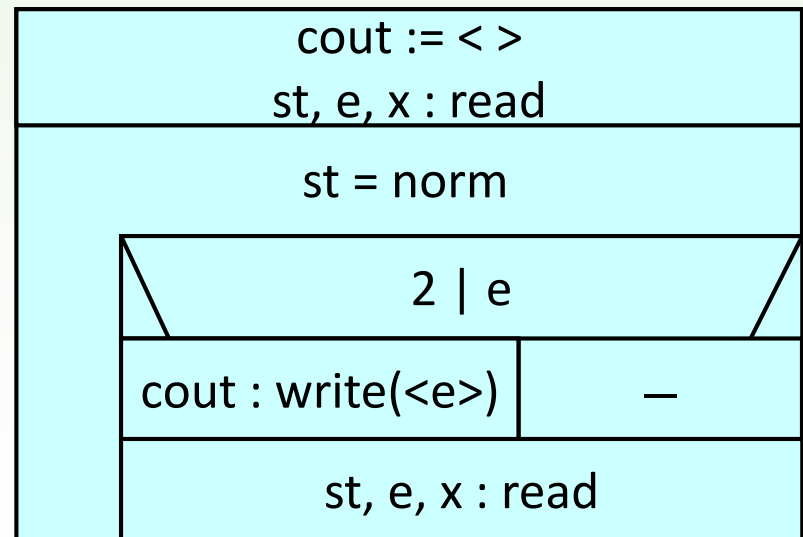 cout := < >
st, e, x : read
st = norm
2 | e
cout : write(<e>)
–
st, e, x : read